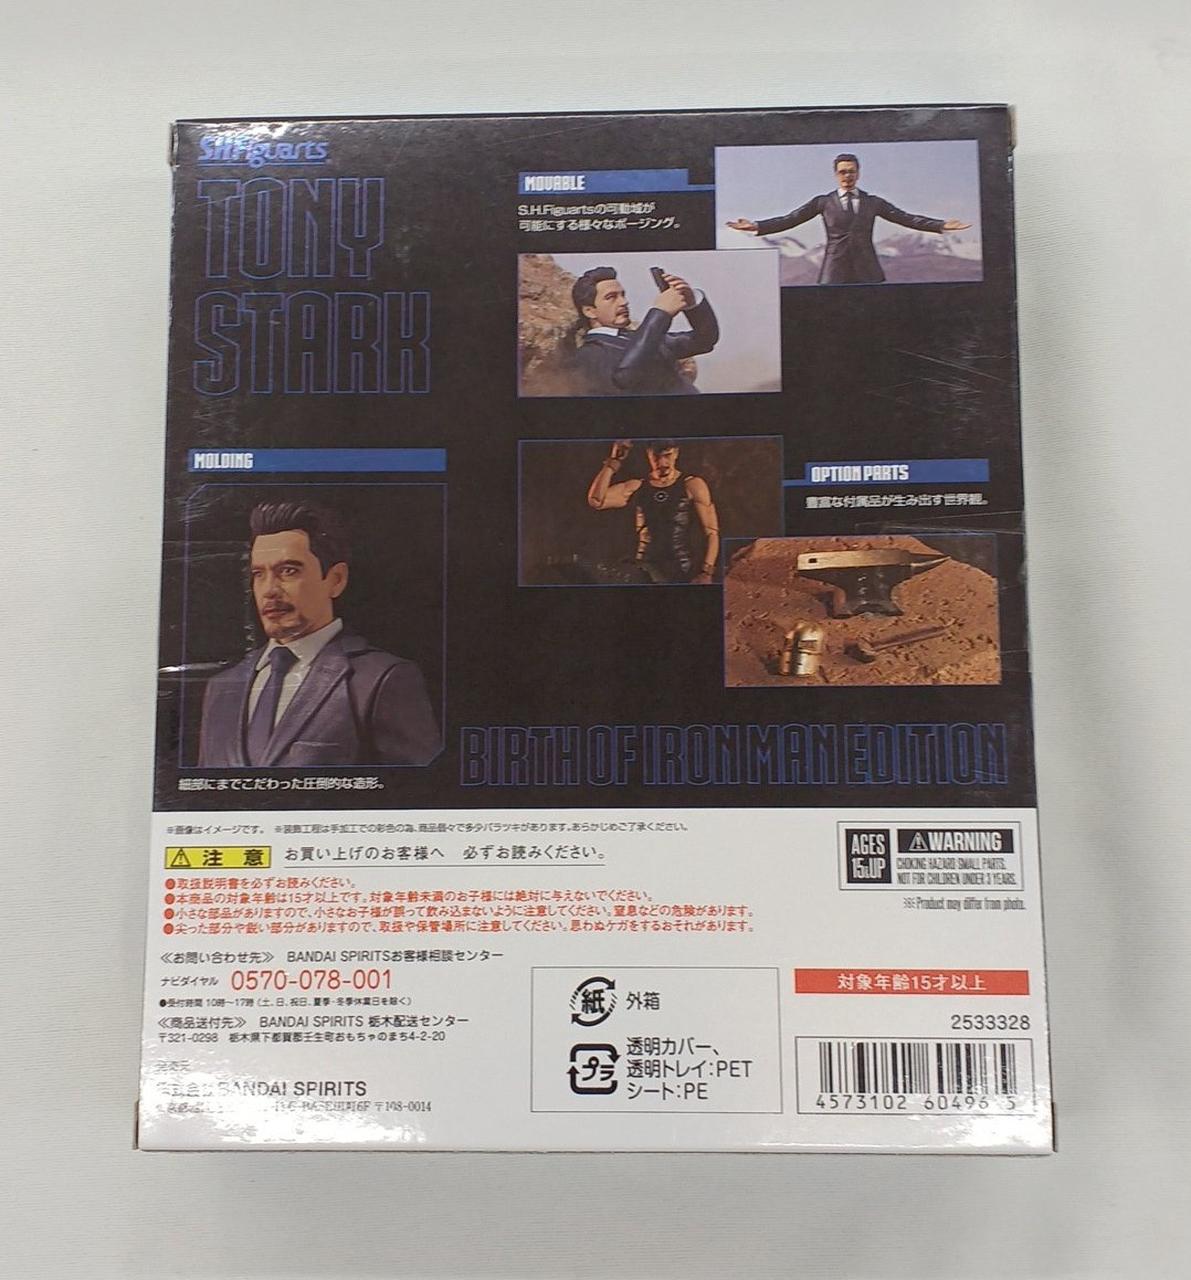 S.H.Figuarts
TONY
STARK
MOVABLE
S.H.Figuartsの可動域が
可能にする様々なポージング。
MOLDING
OPTION PARTS
豊富な付属品が生み出す世界観。
BIRTH OF IRON MAN EDITION
細部にまでこだわった圧倒的な造形。
※画像はイメージです。 ※装飾工程は手加工での彩色の為、商品個々で多少バラツキがあります。あらかじめご了承ください。
注 意 お買い上げのお客様へ 必ずお読みください。
●取扱説明書を必ずお読みください。
●本商品の対象年齢は15才以上です。対象年齢未満のお子様には絶対に与えないでください。
●小さな部品がありますので、小さなお子様が誤って飲み込まないように注意してください。窒息などの危険があります。
●尖った部分や鋭い部分がありますので、取扱や保管場所に注意してください。思わぬケガをするおそれがあります。
AGES
15&UP
WARNING
CHOKING HAZARD-SMALL PARTS.
NOT FOR CHILDREN UNDER 3 YEARS.
※Product may differ from photo.
≪お問い合わせ先≫ BANDAI SPIRITSお客様相談センター
ナビダイヤル 0570-078-001
●受付時間 10時〜17時(土、日、祝日、夏季・冬季休業日を除く)
≪商品送付先≫ BANDAI SPIRITS 栃木配送センター
〒321-0298 栃木県下都賀郡壬生町おもちゃのまち4-2-20
発売元
株式会社BANDAI SPIRITS
田町6F 〒108-0014
紙 外箱
プラ 透明カバー、
透明トレイ:PET
シート:PE
対象年齢15才以上
2533328
4573102 60496 5